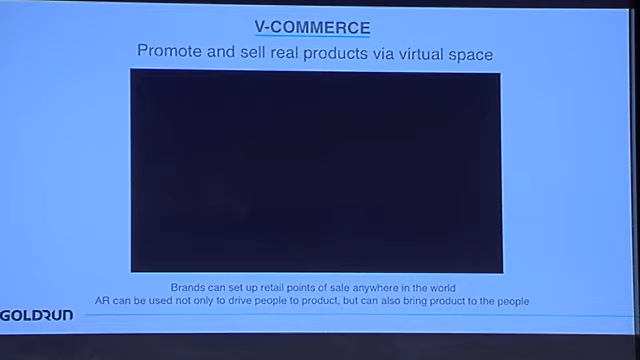 V-COMMERCE
Promote and sell real products via virtual space
Brands can set up retail points of sale anywhere in the world
AR can be used not only to drive people to product, but can also bring product to the people
GOLDRUN